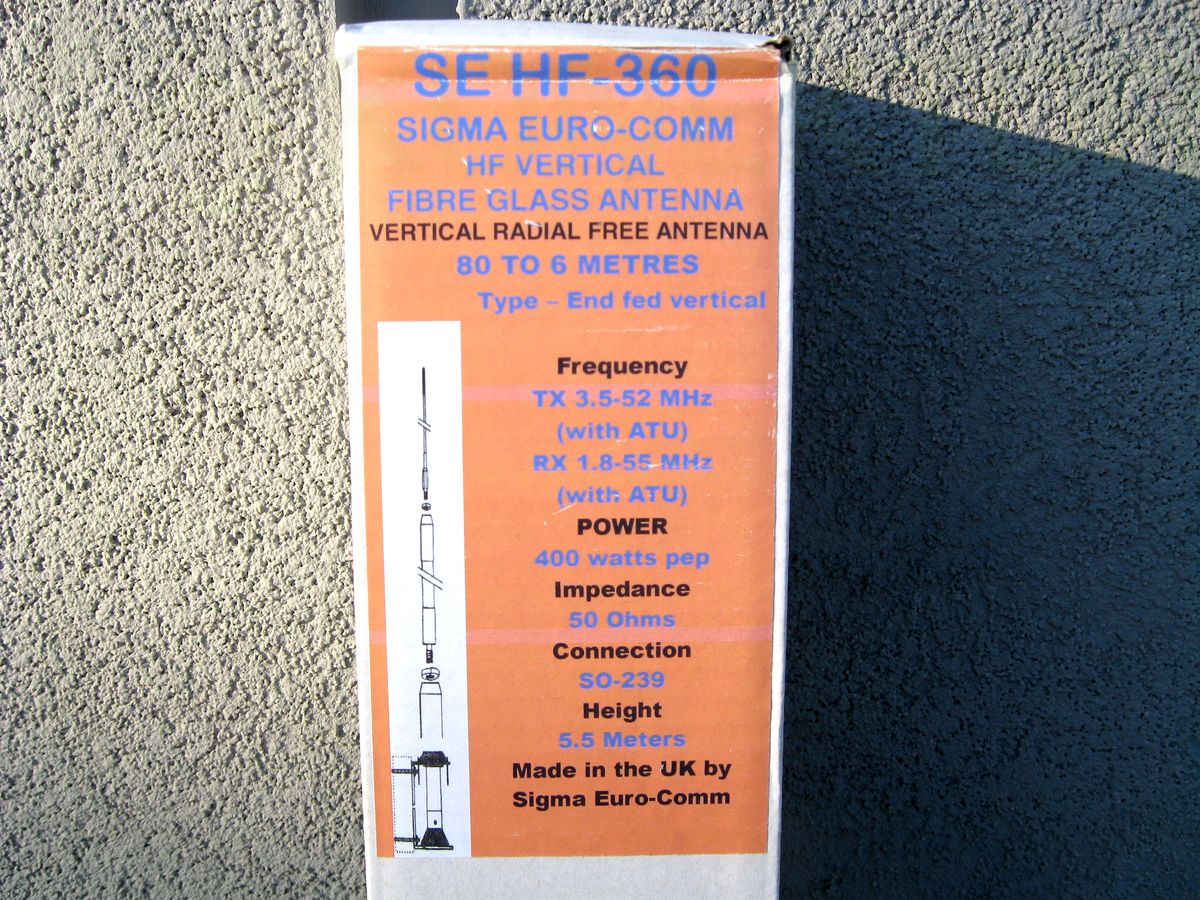 SE HF-360
SIGMA EURO-COMM
HF VERTICAL
FIBRE GLASS ANTENNA
VERTICAL RADIAL FREE ANTENNA
80 TO 6 METRES
Type – End fed vertical
Frequency
TX 3.5-52 MHz
(with ATU)
RX 1.8-55 MHz
(with ATU)
POWER
400 watts pep
Impedance
50 Ohms
Connection
SO-239
Height
5.5 Meters
Made in the UK by
Sigma Euro-Comm